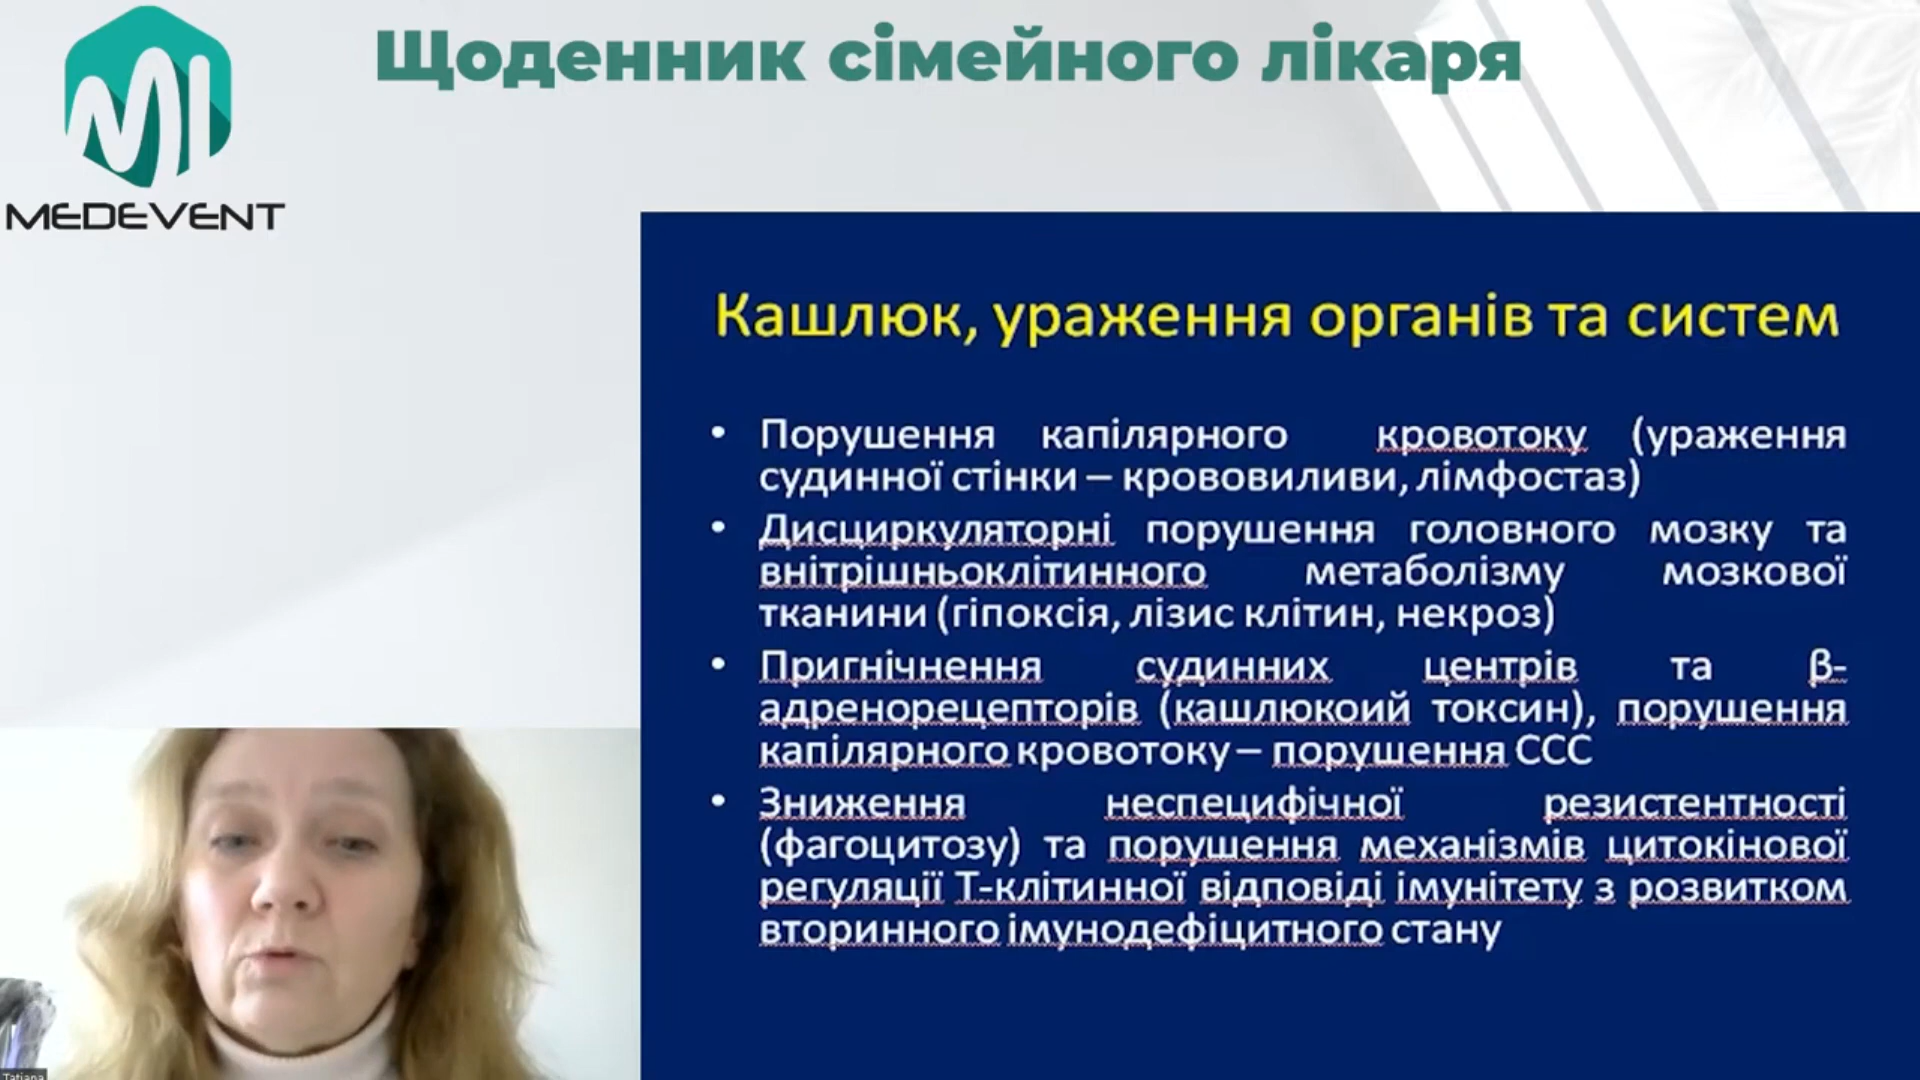 Щоденник сімейного лікаря
MEDEVENT
Кашлюк, ураження органів та систем
• Порушення капілярного кровотоку (ураження
судинної стінки – крововиливи, лімфостаз)
• Дисциркуляторні порушення головного мозку та
внітрішньоклітинного метаболізму мозкової
тканини (гіпоксія, лізис клітин, некроз)
• Пригнічнення судинних центрів та β-
адренорецепторів (кашлюкоий токсин), порушення
капілярного кровотоку – порушення ССС
• Зниження неспецифічної резистентності
(фагоцитозу) та порушення механізмів цитокінової
регуляції Т-клітинної відповіді імунітету з розвитком
вторинного імунодефіцитного стану
Tatiana